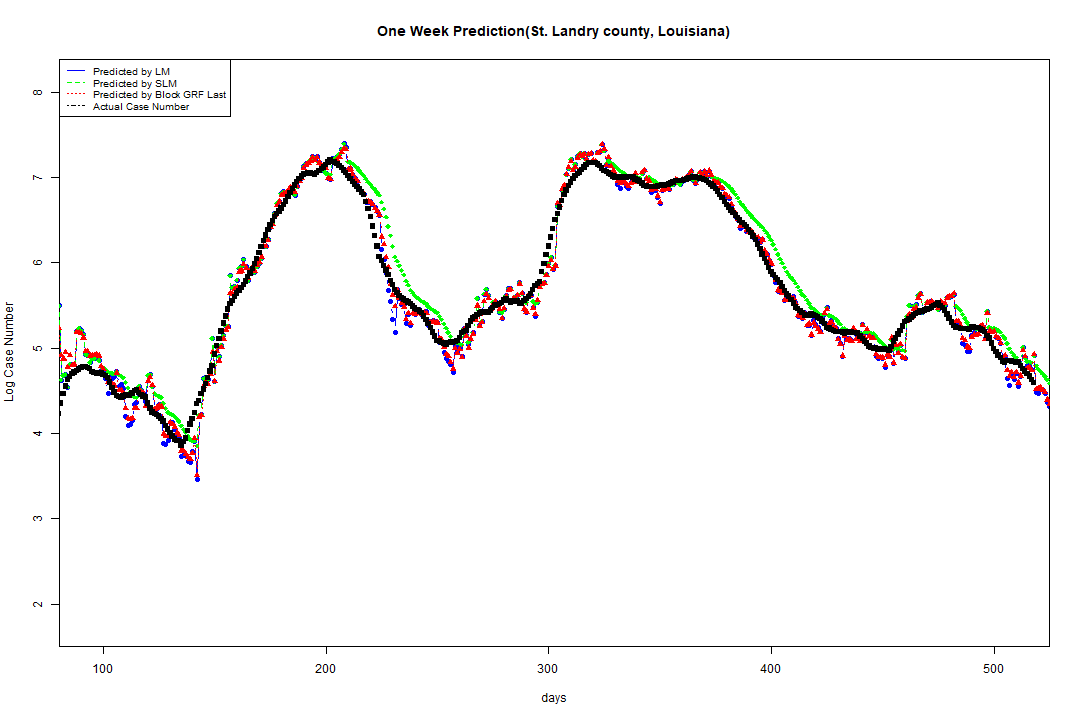 One Week Prediction(St. Landry county, Louisiana)
Predicted by LM
Predicted by SLM
Predicted by Block GRF Last
Actual Case Number
8
7
6
5
4
3
2
Log Case Number
100 200 300 400 500
days